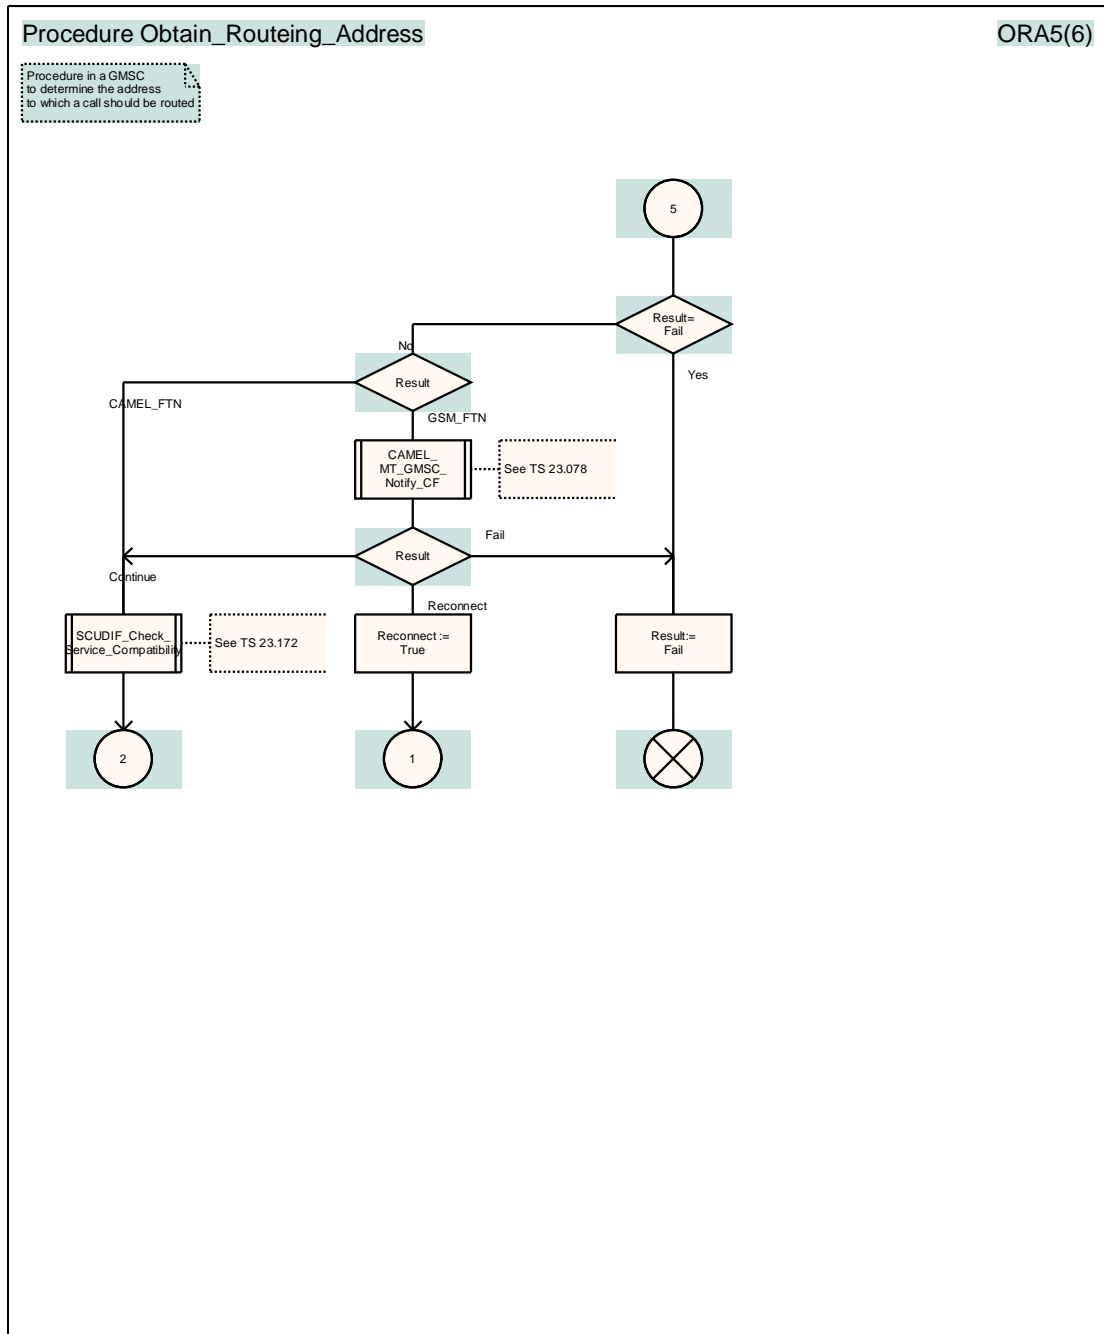 Procedure Obtain_Routeing_Address
ORA5(6)
Procedure in a GMSC
to determine the address
to which a call should be routed
5
Result=
Fail
No
Yes
Result
CAMEL_FTN
GSM_FTN
CAMEL_
MT_GMSC_
Notify_CF
See TS 23.078
Fail
Result
Continue
Reconnect
SCUDIF_Check_
Service_Compatibility
See TS 23.172
Reconnect :=
True
Result:=
Fail
2
1